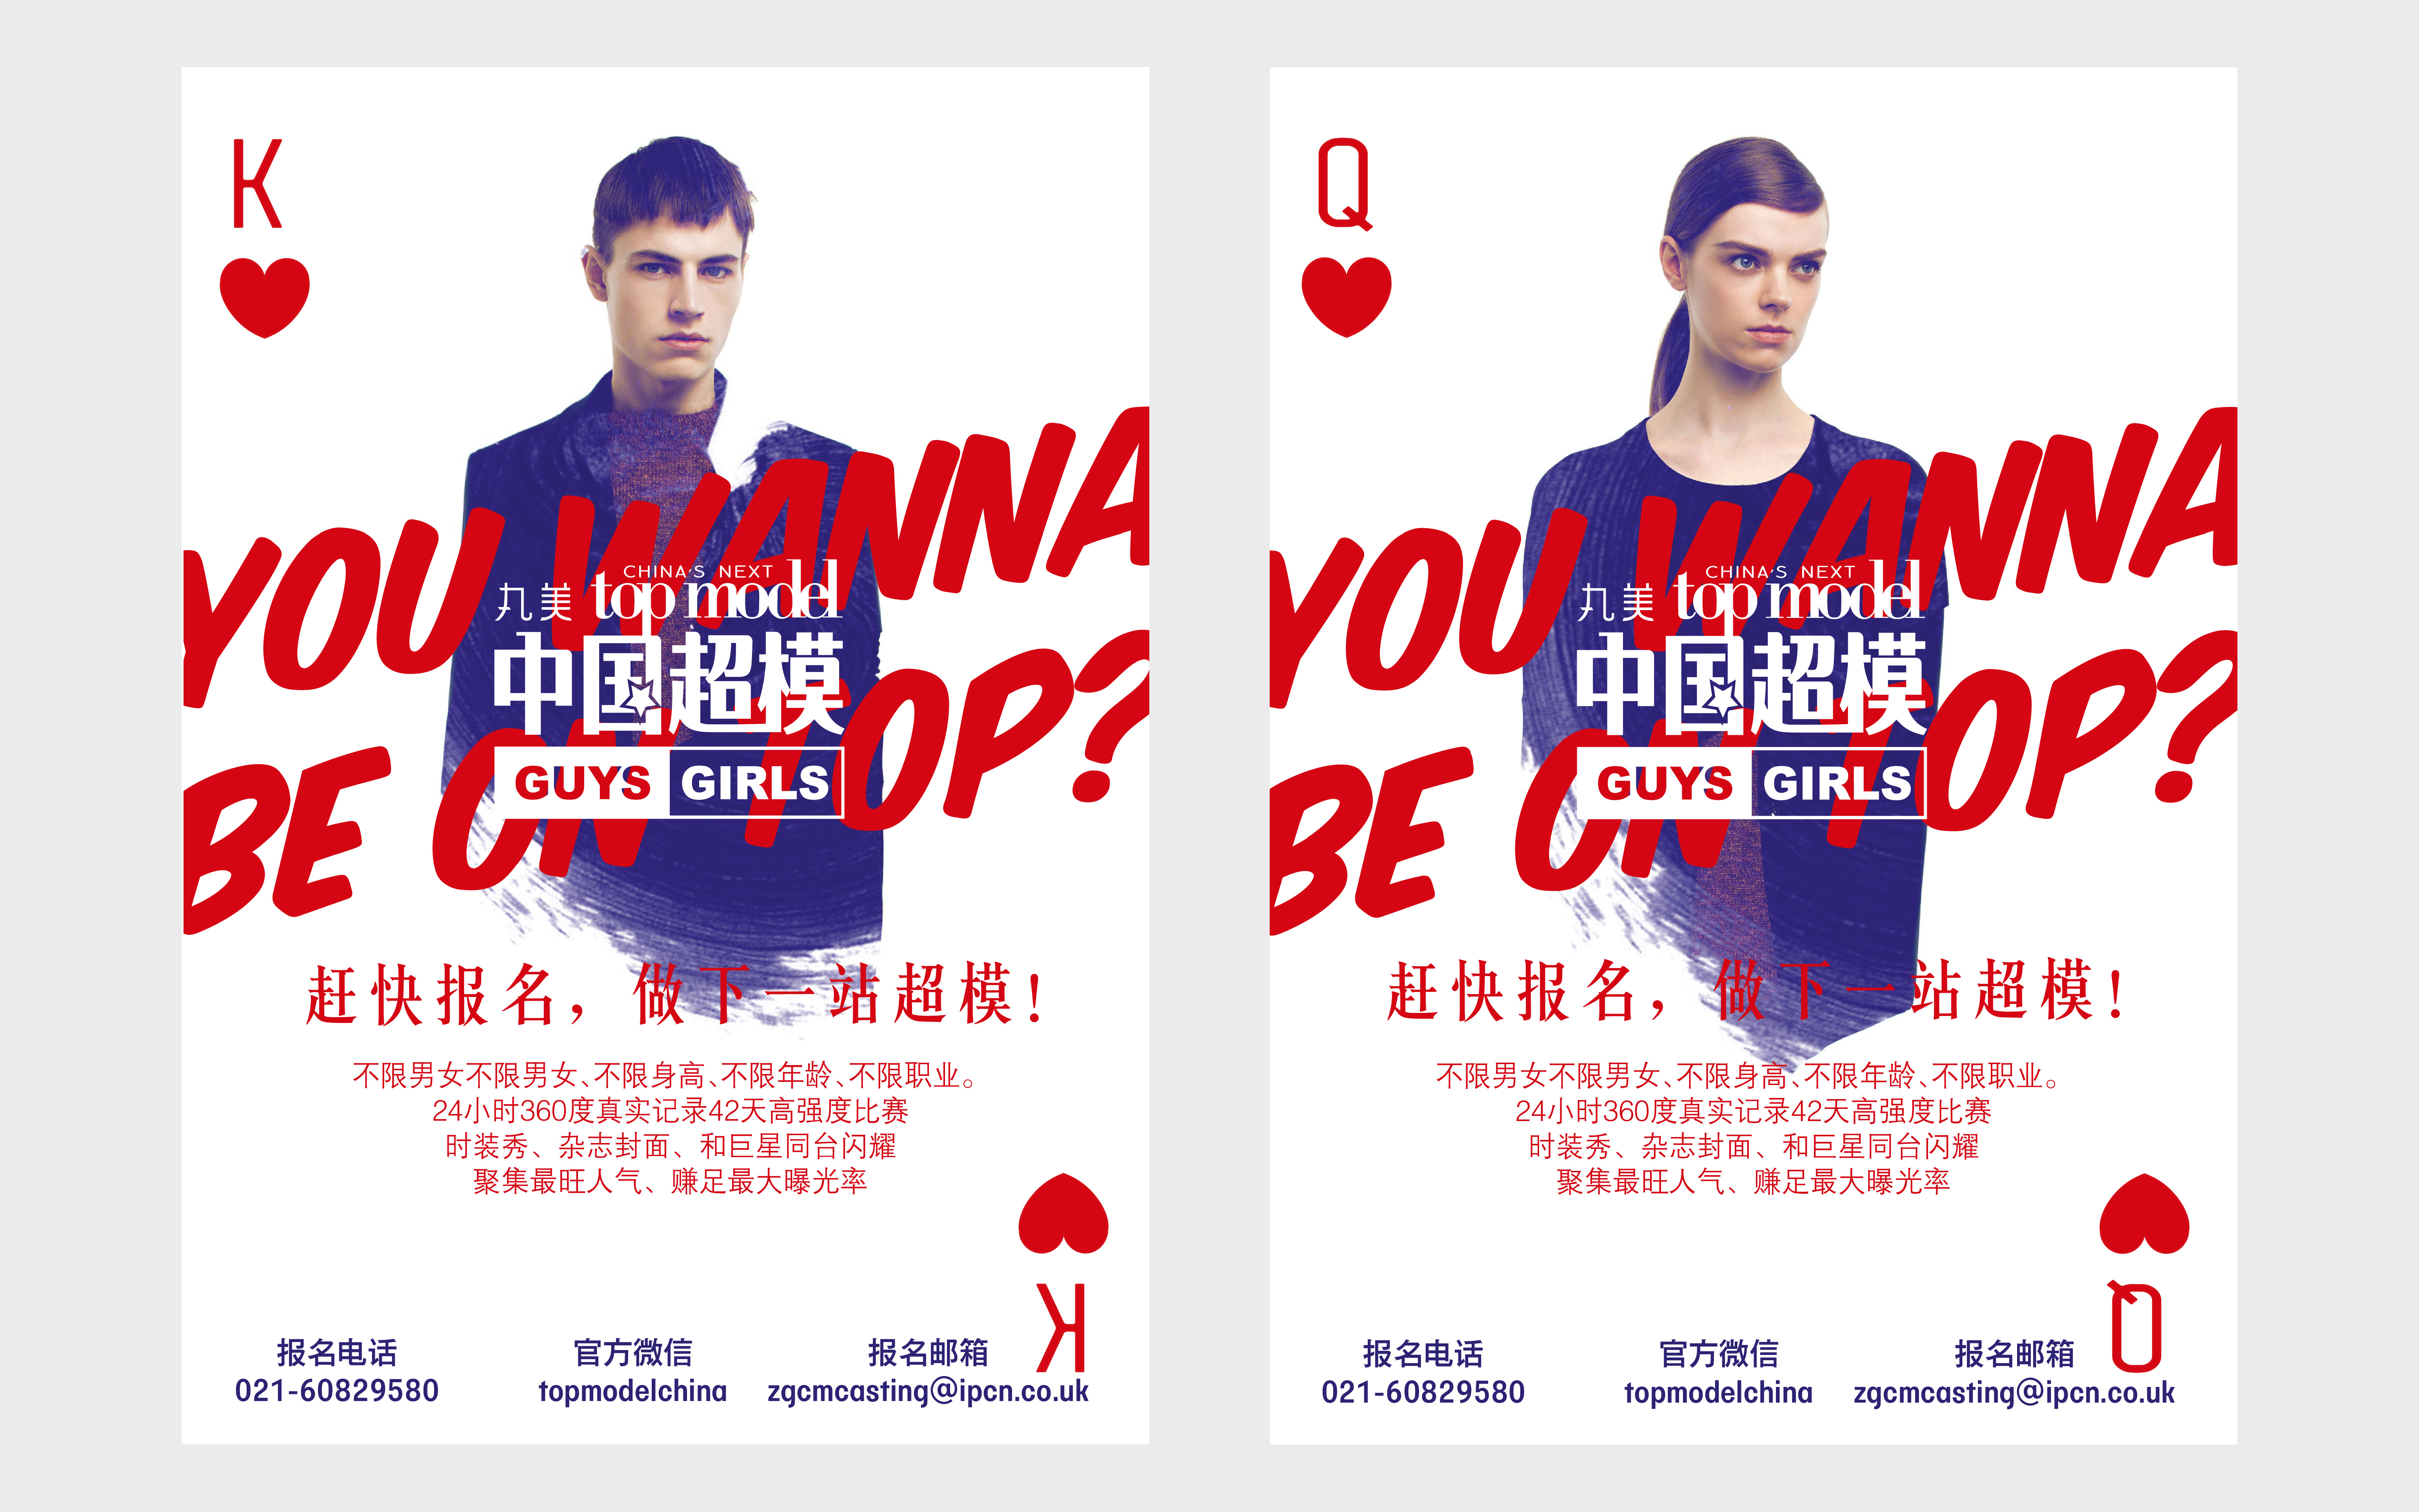 K
YOU WANNA
BE ON TOP?
CHINA'S NEXT
丸美 top model
中国超模
GUYS GIRLS
赶快报名，做下一站超模！
不限男女不限男女、不限身高、不限年龄、不限职业。
24小时360度真实记录42天高强度比赛
时装秀、杂志封面、和巨星同台闪耀
聚集最旺人气、赚足最大曝光率
K
报名电话
021-60829580
官方微信
topmodelchina
报名邮箱
zgcmcasting@ipcn.co.uk
Q
YOU WANNA
BE ON TOP?
CHINA'S NEXT
丸美 top model
中国超模
GUYS GIRLS
赶快报名，做下一站超模！
不限男女不限男女、不限身高、不限年龄、不限职业。
24小时360度真实记录42天高强度比赛
时装秀、杂志封面、和巨星同台闪耀
聚集最旺人气、赚足最大曝光率
Q
报名电话
021-60829580
官方微信
topmodelchina
报名邮箱
zgcmcasting@ipcn.co.uk